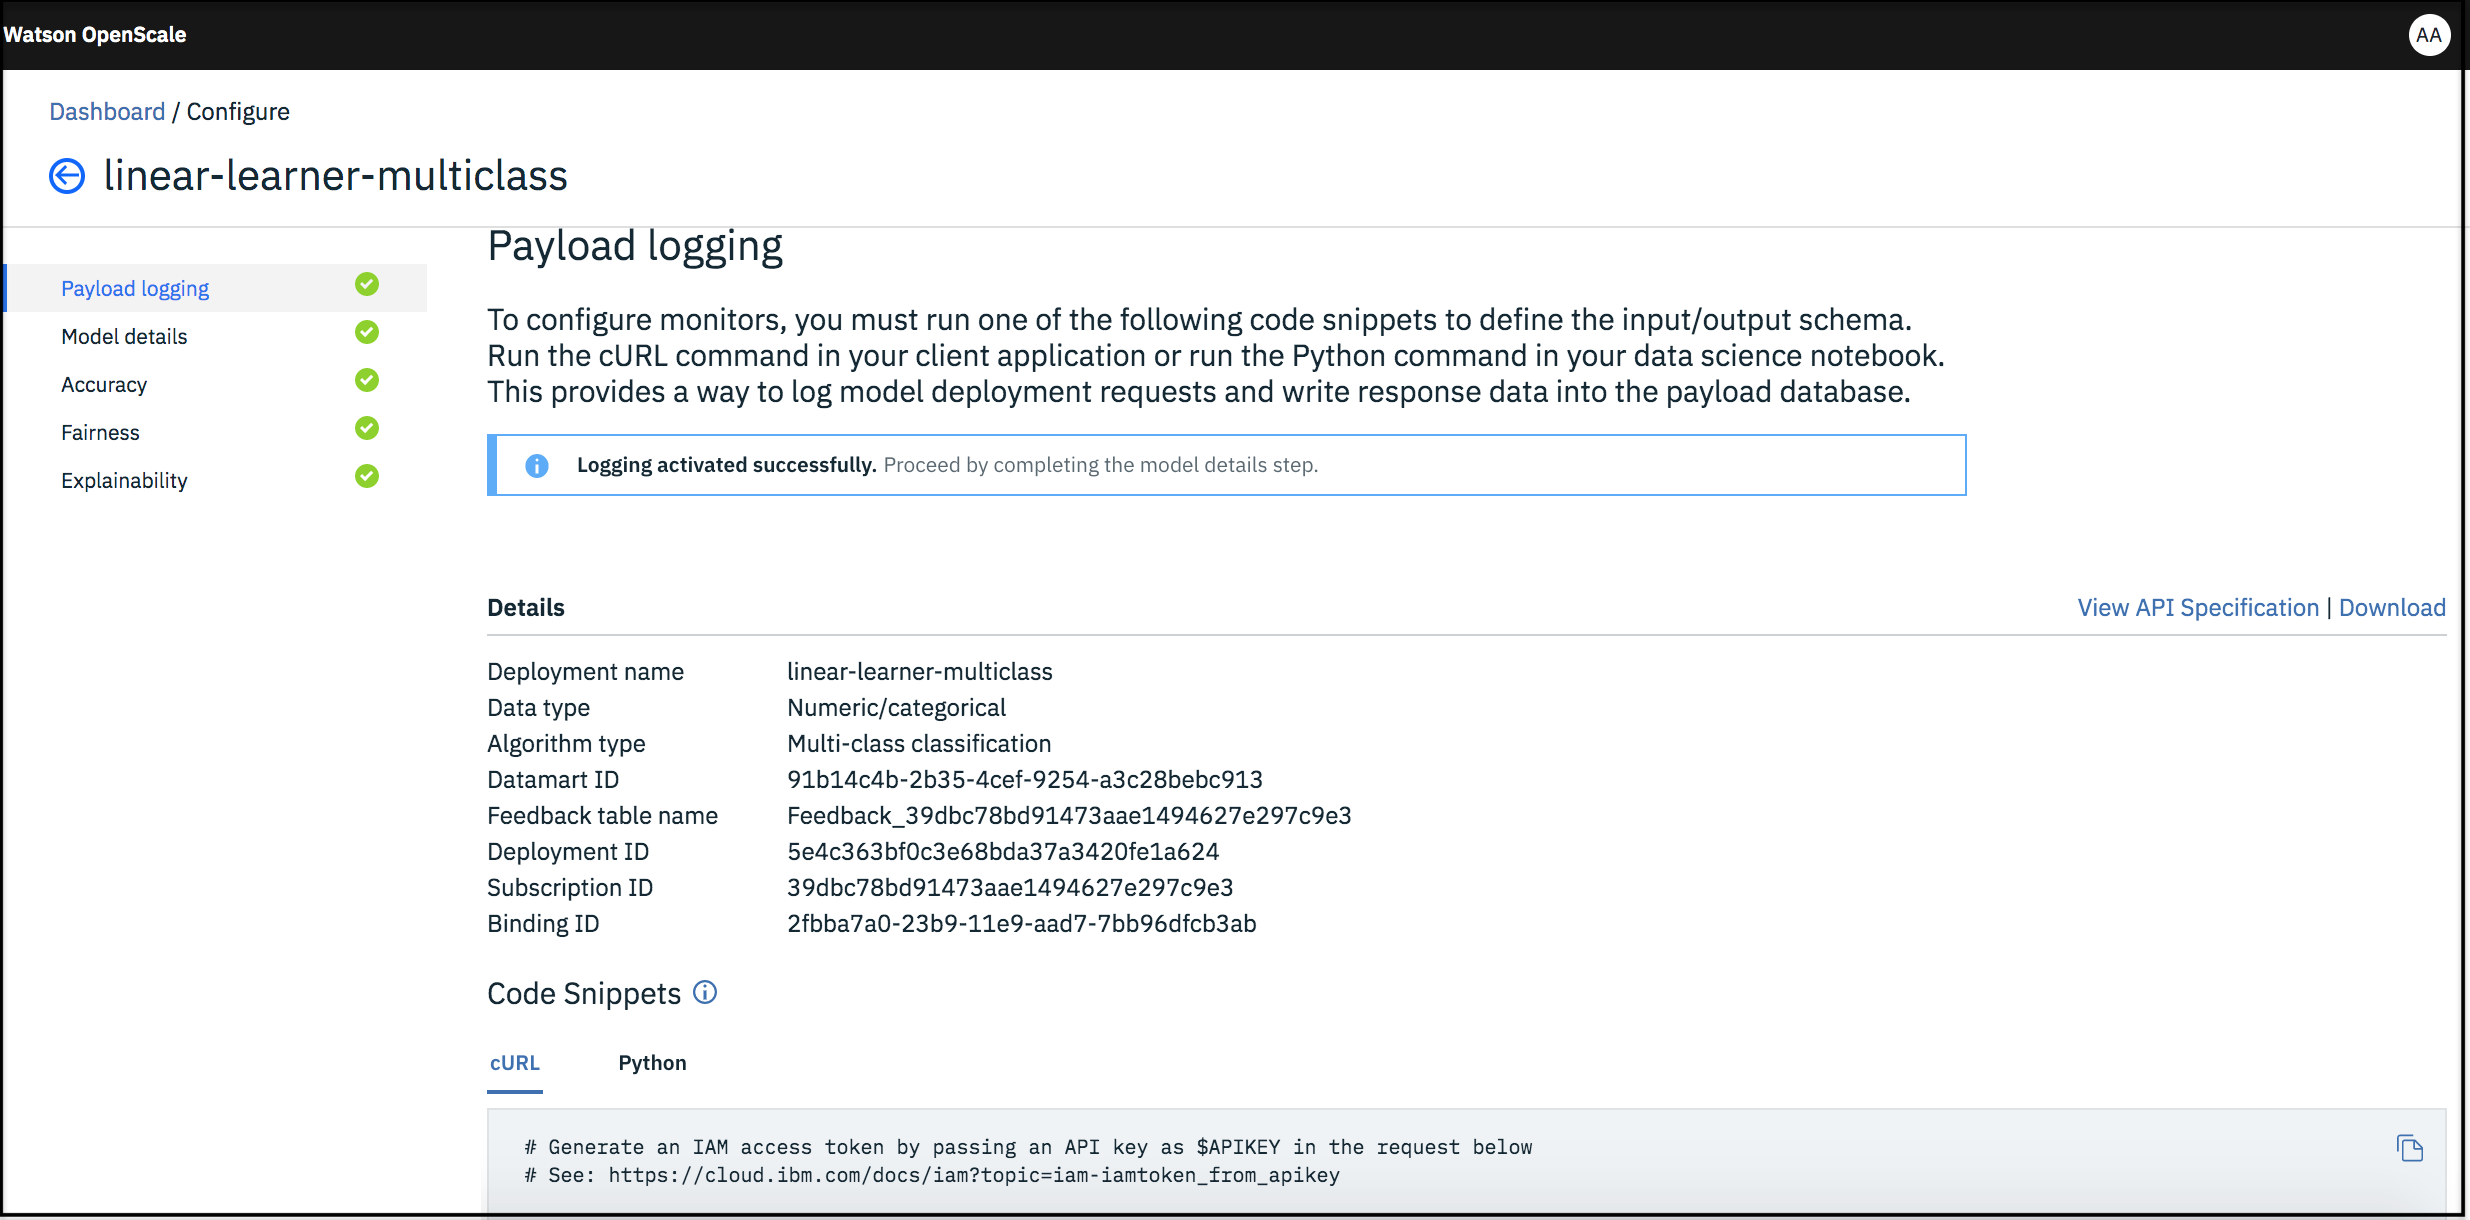 Watson OpenScale
AA
Dashboard / Configure
linear-learner-multiclass
Payload logging
Model details
Accuracy
Fairness
Explainability
Payload logging
To configure monitors, you must run one of the following code snippets to define the input/output schema.
Run the cURL command in your client application or run the Python command in your data science notebook.
This provides a way to log model deployment requests and write response data into the payload database.
Logging activated successfully. Proceed by completing the model details step.
Details
View API Specification | Download
Deployment name linear-learner-multiclass
Data type Numeric/categorical
Algorithm type Multi-class classification
Datamart ID 91b14c4b-2b35-4cef-9254-a3c28bebc913
Feedback table name Feedback_39dbc78bd91473aae1494627e297c9e3
Deployment ID 5e4c363bf0c3e68bda37a3420fe1a624
Subscription ID 39dbc78bd91473aae1494627e297c9e3
Binding ID 2fbba7a0-23b9-11e9-aad7-7bb96dfcb3ab
Code Snippets
cURL Python
# Generate an IAM access token by passing an API key as $APIKEY in the request below
# See: https://cloud.ibm.com/docs/iam?topic=iam-iamtoken_from_apikey